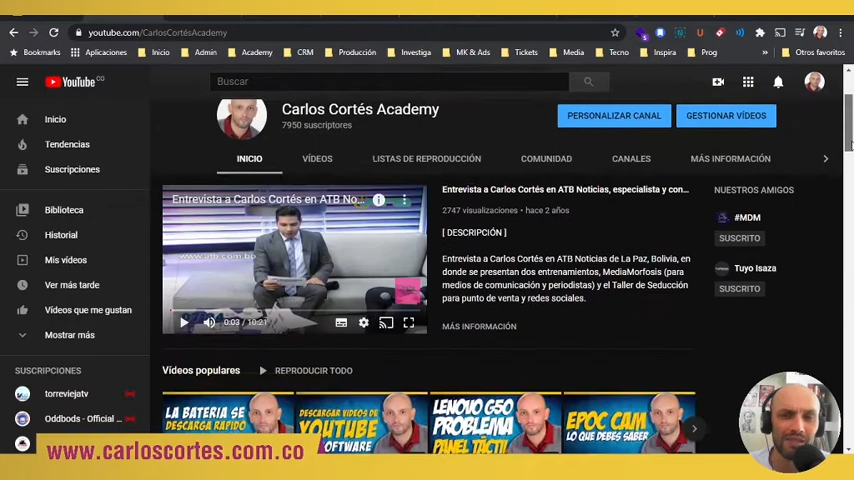 youtube.com/CarlosCortésAcademy
Bookmarks Aplicaciones Inicio Admin Academy CRM Producción Investiga MK & Ads Tickets Media Tecno Inspira Prog » Otros favoritos
YouTube CO
Buscar
Inicio
Tendencias
Suscripciones
Biblioteca
Historial
Mis vídeos
Ver más tarde
Vídeos que me gustan
Mostrar más
SUSCRIPCIONES
torreviejatv
Oddbods - Official ...
Carlos Cortés Academy
7950 suscriptores
PERSONALIZAR CANAL
GESTIONAR VÍDEOS
INICIO VÍDEOS LISTAS DE REPRODUCCIÓN COMUNIDAD CANALES MÁS INFORMACIÓN
Entrevista a Carlos Cortés en ATB No...
www.atb.com.bo
0:03 / 10:21
Entrevista a Carlos Cortés en ATB Noticias, especialista y con...
2747 visualizaciones • hace 2 años
[ DESCRIPCIÓN ]
Entrevista a Carlos Cortés en ATB Noticias de La Paz, Bolivia, en
donde se presentan dos entrenamientos, MediaMorfosis (para
medios de comunicación y periodistas) y el Taller de Seducción
para punto de venta y redes sociales.
MÁS INFORMACIÓN
NUESTROS AMIGOS
#MDM
SUSCRITO
Tuyo Isaza
SUSCRITO
Vídeos populares
REPRODUCIR TODO
LA BATERIA SE
DESCARGA RAPIDO
DESCARGAR VIDEOS DE
YOUTUBE
SOFTWARE
LENOVO G50
PROBLEMA
PANEL TÁCTIL
EPOC CAM
LO QUE DEBES SABER
www.carloscortes.com.co